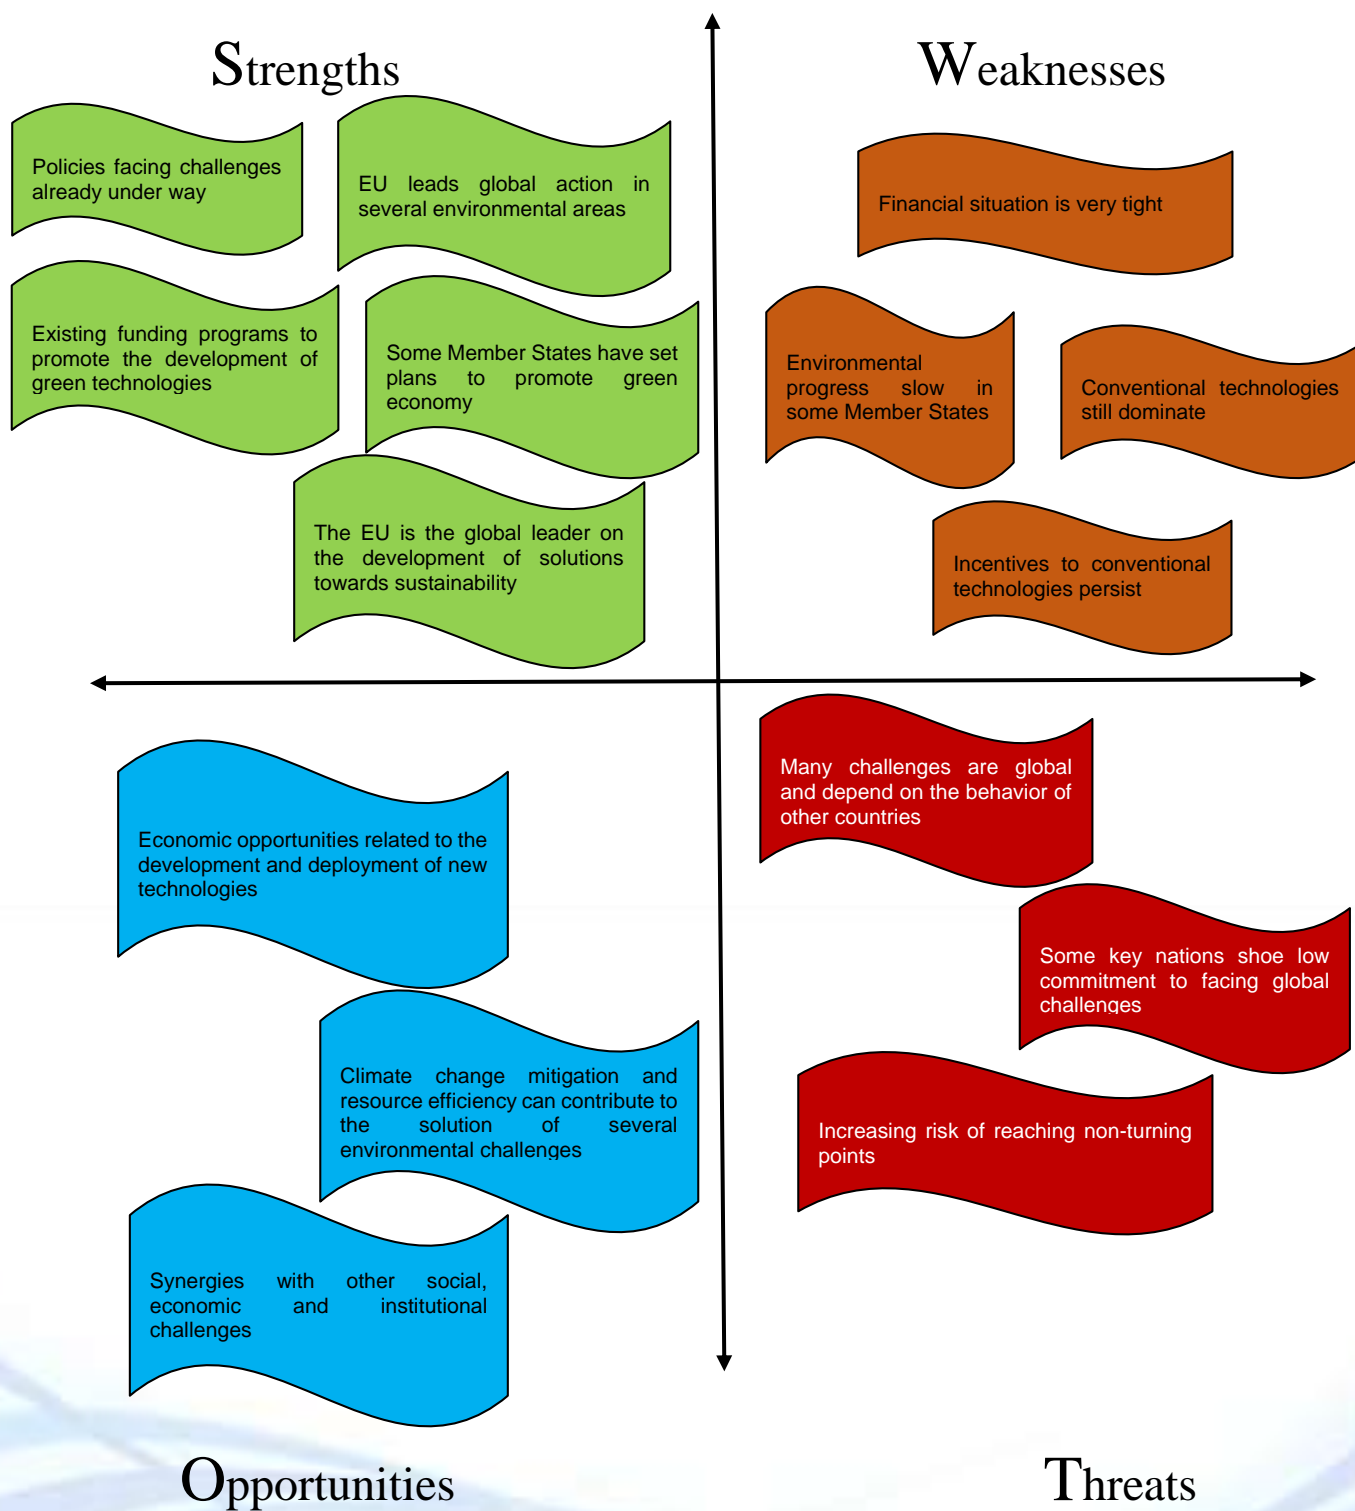 Strengths
Policies facing challenges
already under way
EU leads global action in
several environmental areas
Existing funding programs to
promote the development of
green technologies
Some Member States have set
plans to promote green
economy
The EU is the global leader on
the development of solutions
towards sustainability
Weaknesses
Financial situation is very tight
Environmental
progress slow in
some Member States
Conventional technologies
still dominate
Incentives to conventional
technologies persist
Economic opportunities related to the
development and deployment of new
technologies
Climate change mitigation and
resource efficiency can contribute to
the solution of several
environmental challenges
Synergies with other social,
economic and institutional
challenges
Opportunities
Many challenges are global
and depend on the behavior of
other countries
Some key nations shoe low
commitment to facing global
challenges
Increasing risk of reaching non-turning
points
Threats